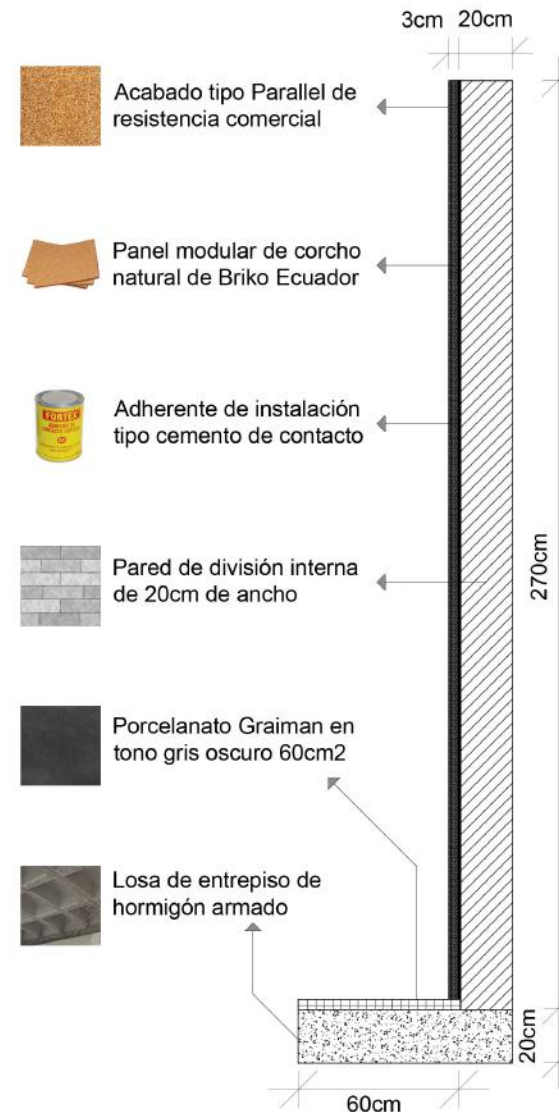 3cm 20cm
Acabado tipo Parallel de
resistencia comercial
Panel modular de corcho
natural de Briko Ecuador
FORTEX
Adherente de instalación
tipo cemento de contacto
Pared de división interna
de 20cm de ancho
270cm
Porcelanato Graiman en
tono gris oscuro 60cm2
Losa de entrepiso de
hormigón armado
20cm
60cm